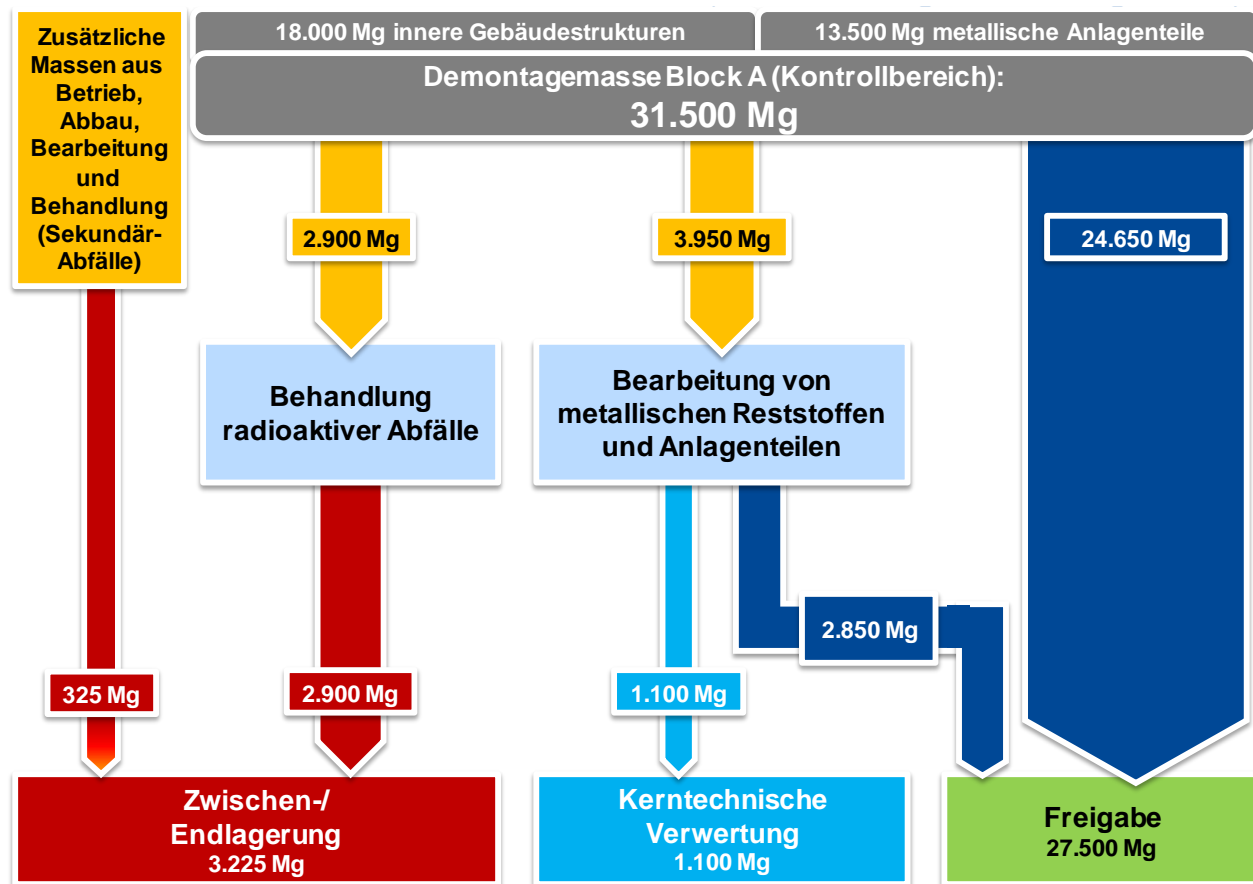 Zusätzliche
Massen aus
Betrieb,
Abbau,
Bearbeitung
und
Behandlung
(Sekundär-
Abfälle)
18.000 Mg innere Gebäudestrukturen
13.500 Mg metallische Anlagenteile
Demontagemasse Block A (Kontrollbereich):
31.500 Mg
2.900 Mg
3.950 Mg
24.650 Mg
Behandlung
radioaktiver Abfälle
Bearbeitung von
metallischen Reststoffen
und Anlagenteilen
2.850 Mg
325 Mg
2.900 Mg
1.100 Mg
Zwischen-/
Endlagerung
3.225 Mg
Kerntechnische
Verwertung
1.100 Mg
Freigabe
27.500 Mg